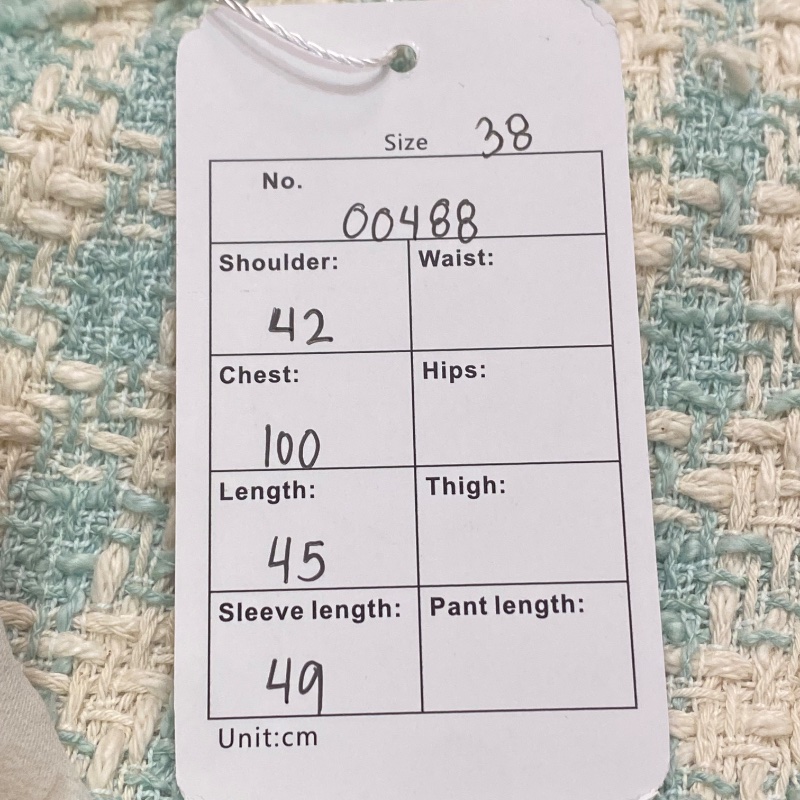 Size 38
No.
00488
Shoulder: Waist:
42
Chest: Hips:
100
Length: Thigh:
45
Sleeve length: Pant length:
49
Unit:cm